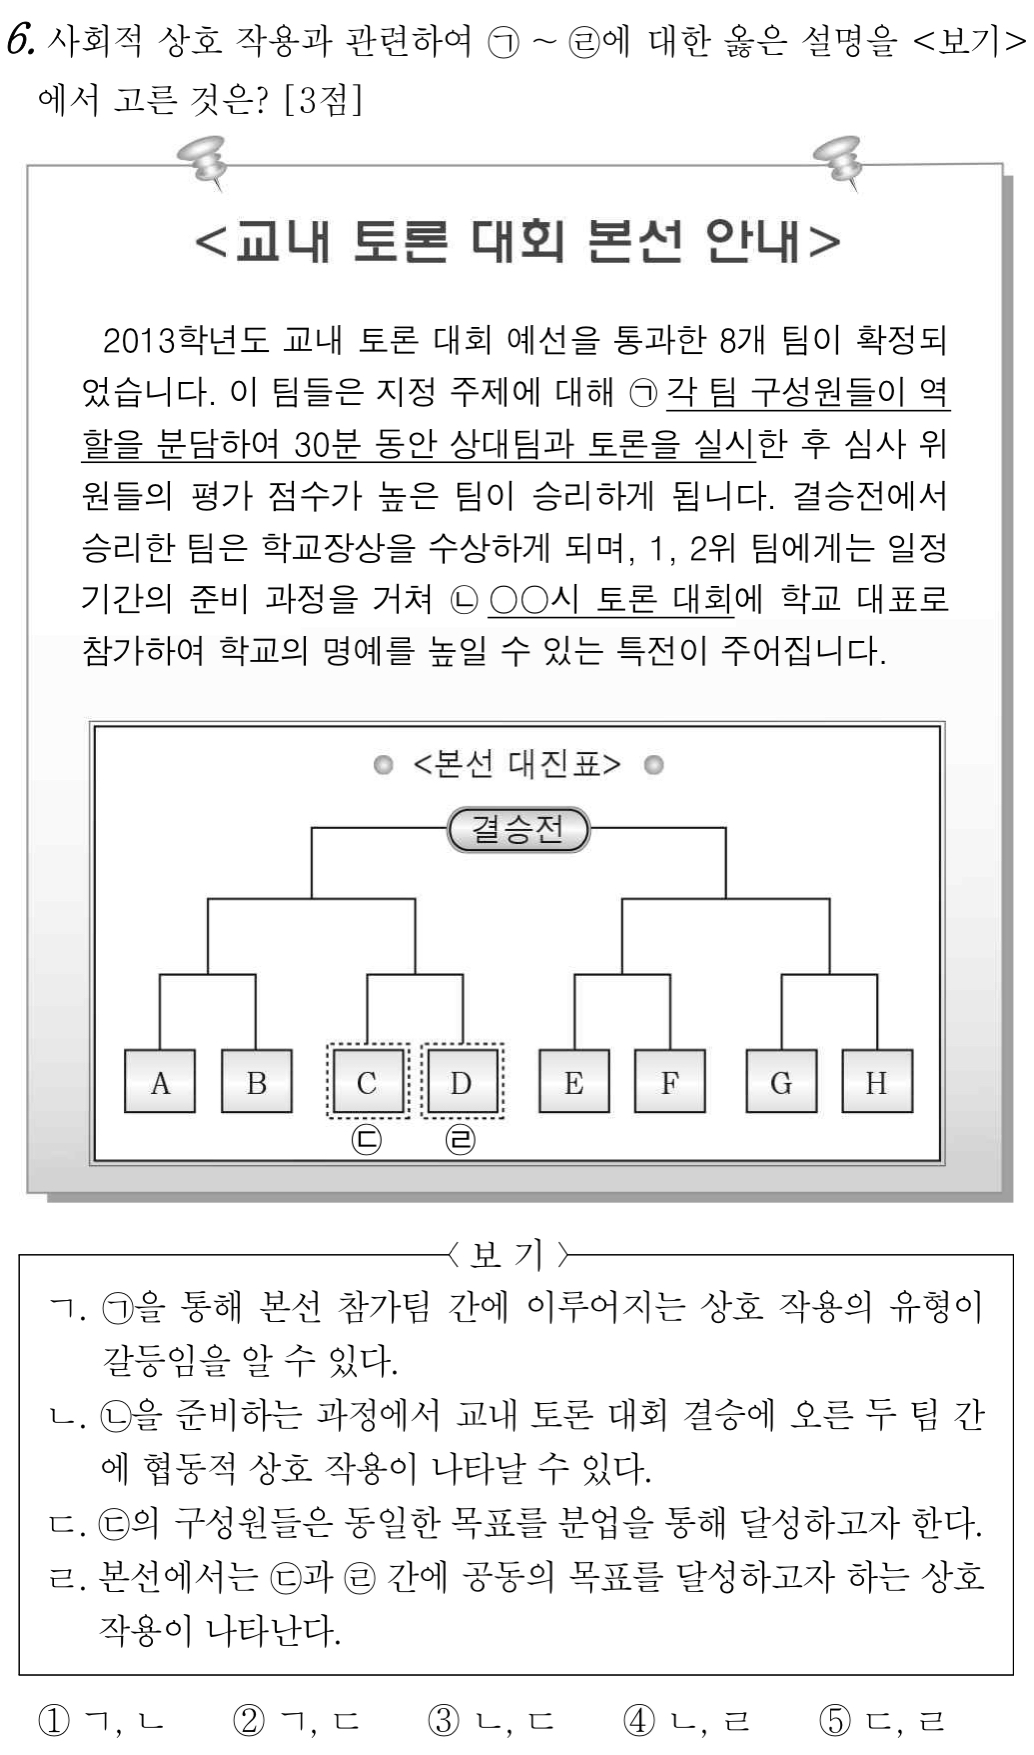 6. 사회적 상호 작용과 관련하여 ㉠ ~ ㉣에 대한 옳은 설명을 <보기>
에서 고른 것은? [3점]
<교내 토론 대회 본선 안내>
2013학년도 교내 토론 대회 예선을 통과한 8개 팀이 확정되
었습니다. 이 팀들은 지정 주제에 대해 ㉠ 각 팀 구성원들이 역
할을 분담하여 30분 동안 상대팀과 토론을 실시한 후 심사 위
원들의 평가 점수가 높은 팀이 승리하게 됩니다. 결승전에서
승리한 팀은 학교장상을 수상하게 되며, 1, 2위 팀에게는 일정
기간의 준비 과정을 거쳐 ㉡ ○○시 토론 대회에 학교 대표로
참가하여 학교의 명예를 높일 수 있는 특전이 주어집니다.
<본선 대진표>
결승전
A B C D E F G H
㉢ ㉣
〈 보 기 〉
ㄱ. ㉠을 통해 본선 참가팀 간에 이루어지는 상호 작용의 유형이
갈등임을 알 수 있다.
ㄴ. ㉡을 준비하는 과정에서 교내 토론 대회 결승에 오른 두 팀 간
에 협동적 상호 작용이 나타날 수 있다.
ㄷ. ㉢의 구성원들은 동일한 목표를 분업을 통해 달성하고자 한다.
ㄹ. 본선에서는 ㉢과 ㉣ 간에 공동의 목표를 달성하고자 하는 상호
작용이 나타난다.
① ㄱ, ㄴ ② ㄱ, ㄷ ③ ㄴ, ㄷ ④ ㄴ, ㄹ ⑤ ㄷ, ㄹ